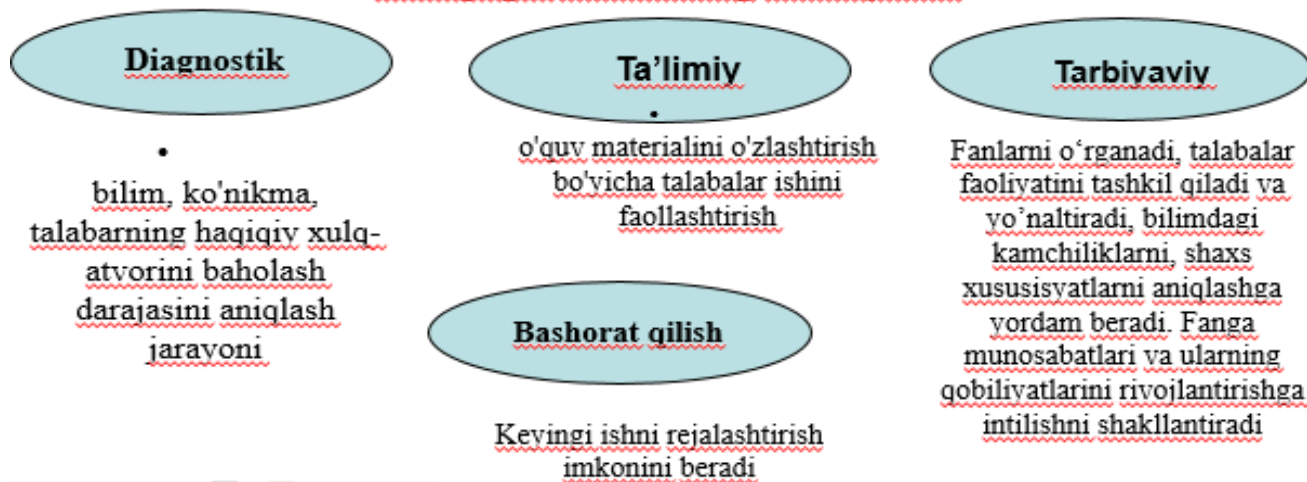 Diagnostik
•
bilim, ko'nikma,
talabarning haqiqiy xulq-
atvorini baholash
darajasini aniqlash
jarayoni
Ta’limiy
•
o'quv materialini o'zlashtirish
bo'yicha talabalar ishini
faollashtirish
Bashorat qilish
Keyingi ishni rejalashtirish
imkonini beradi
Tarbiyaviy
Fanlarni o‘rganadi, talabalar
faoliyatini tashkil qiladi va
yo’naltiradi, bilimdagi
kamchiliklarni, shaxs
xususisyatlarni aniqlashga
yordam beradi. Fanga
munosabatlari va ularning
qobiliyatlarini rivojlantirishga
intilishni shakllantiradi